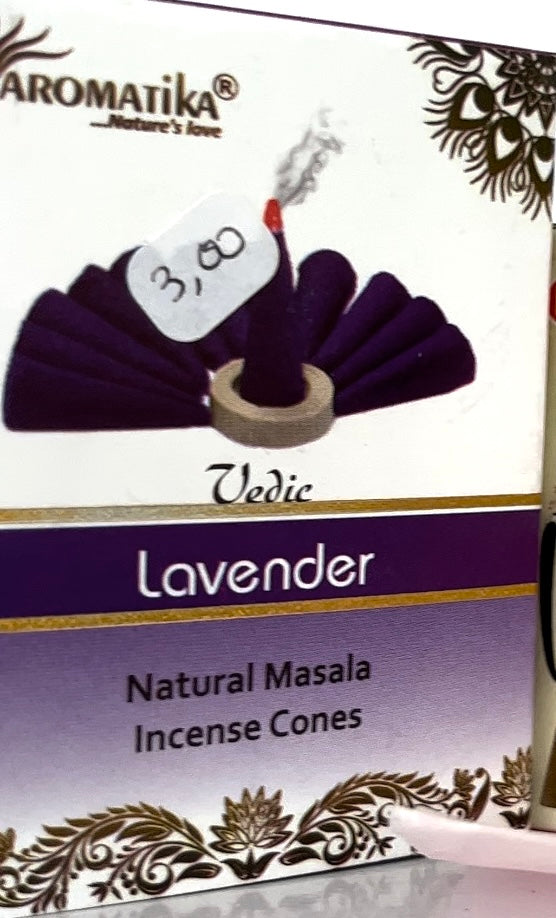 AROMATIKA®
...Nature's love
3,00
Vedic
Lavender
Natural Masala
Incense Cones